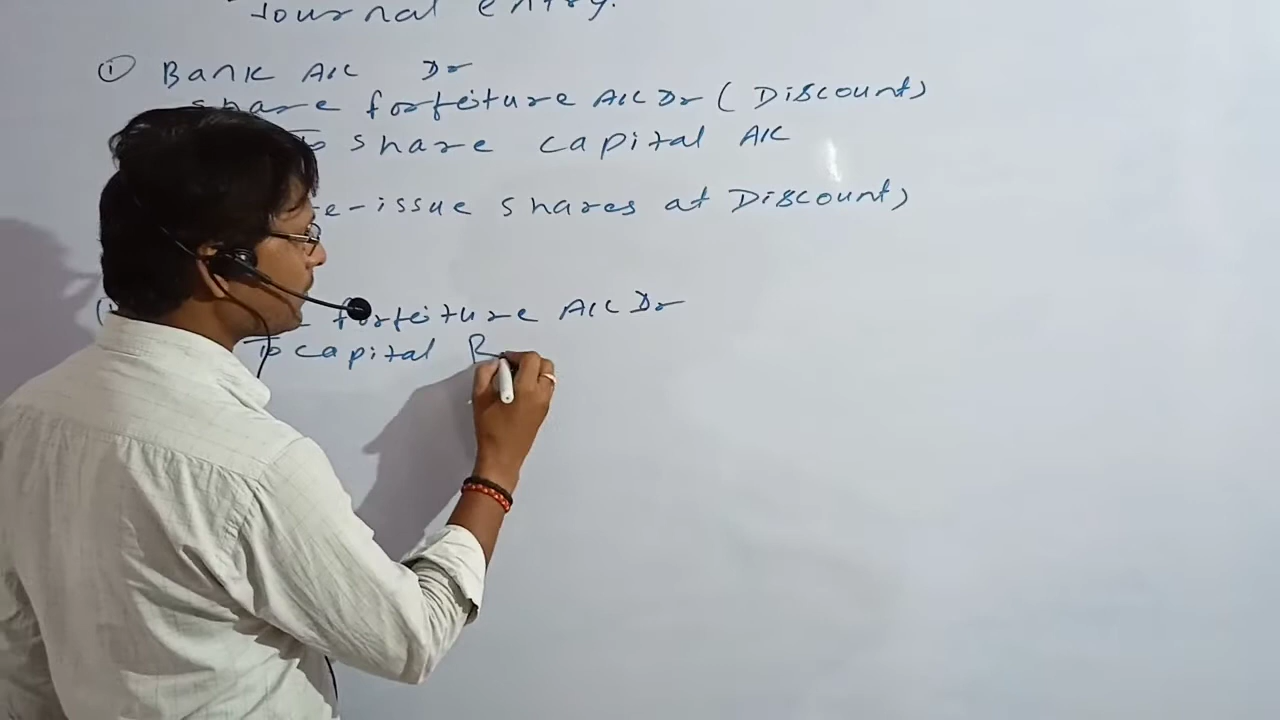 Journal entry.
① Bank A/C Dr
share forfeiture A/C Dr (Discount)
To share capital A/C
e-issue shares at Discount)
forfeiture A/C Dr
To capital R